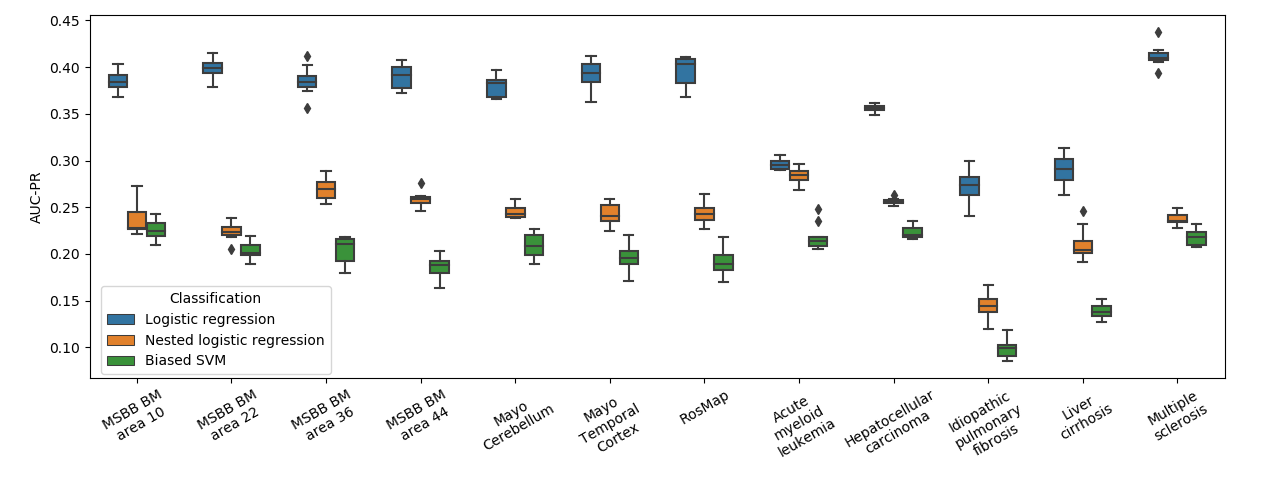 0.45
0.40
0.35
0.30
0.25
0.20
0.15
0.10
AUC-PR
Classification
Logistic regression
Nested logistic regression
Biased SVM
MSBB BM
area 10
MSBB BM
area 22
MSBB BM
area 36
MSBB BM
area 44
Mayo
Cerebellum
Mayo
Temporal
Cortex
RosMap
Acute
myeloid
leukemia
Hepatocellular
carcinoma
Idiopathic
pulmonary
fibrosis
Liver
cirrhosis
Multiple
sclerosis